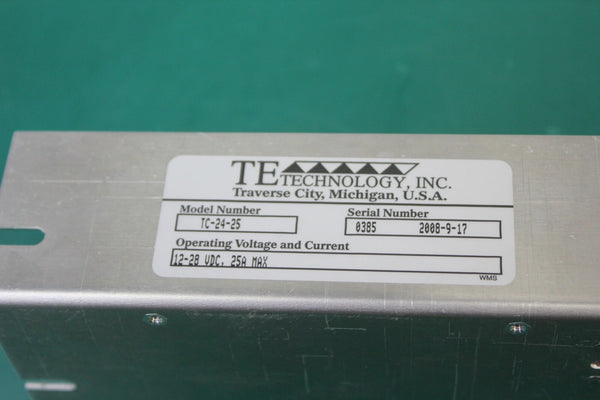 TE TECHNOLOGY, INC.
Traverse City, Michigan, U.S.A.
Model Number Serial Number
TC-24-25 0385 2008-9-17
Operating Voltage and Current
12-28 VDC, 25A MAX
WMS